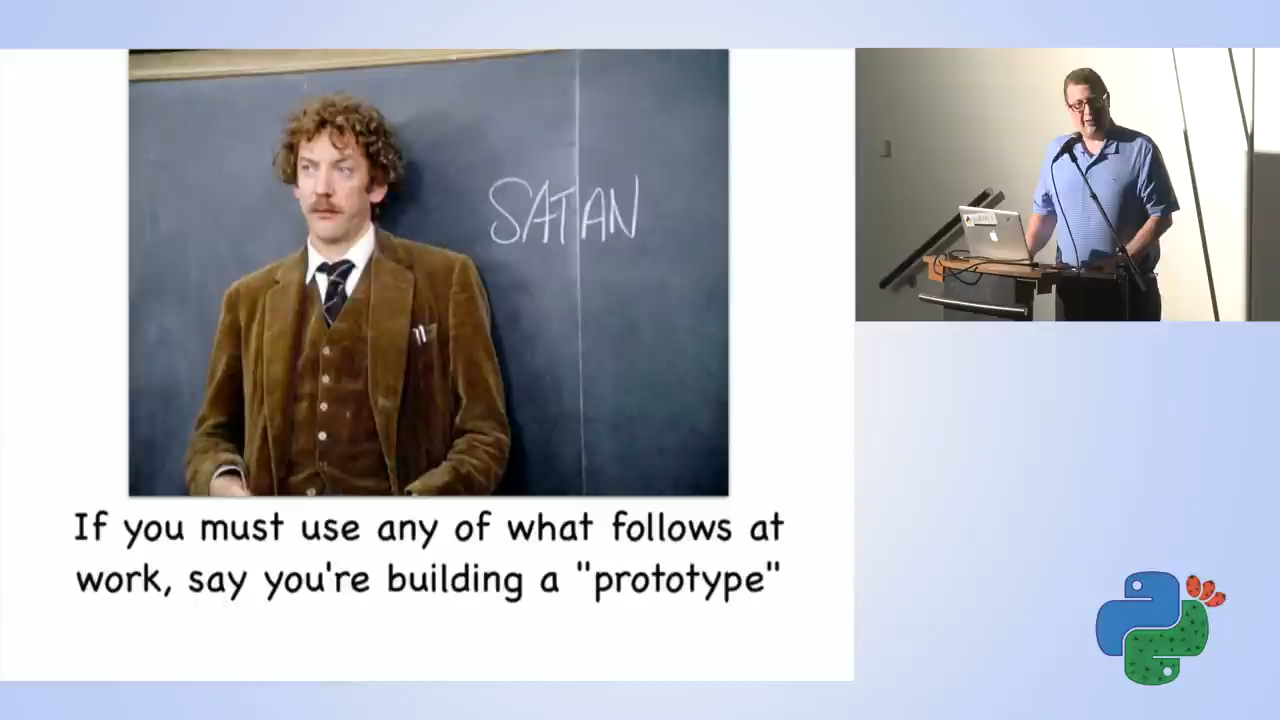 SATAN
If you must use any of what follows at
work, say you're building a "prototype"